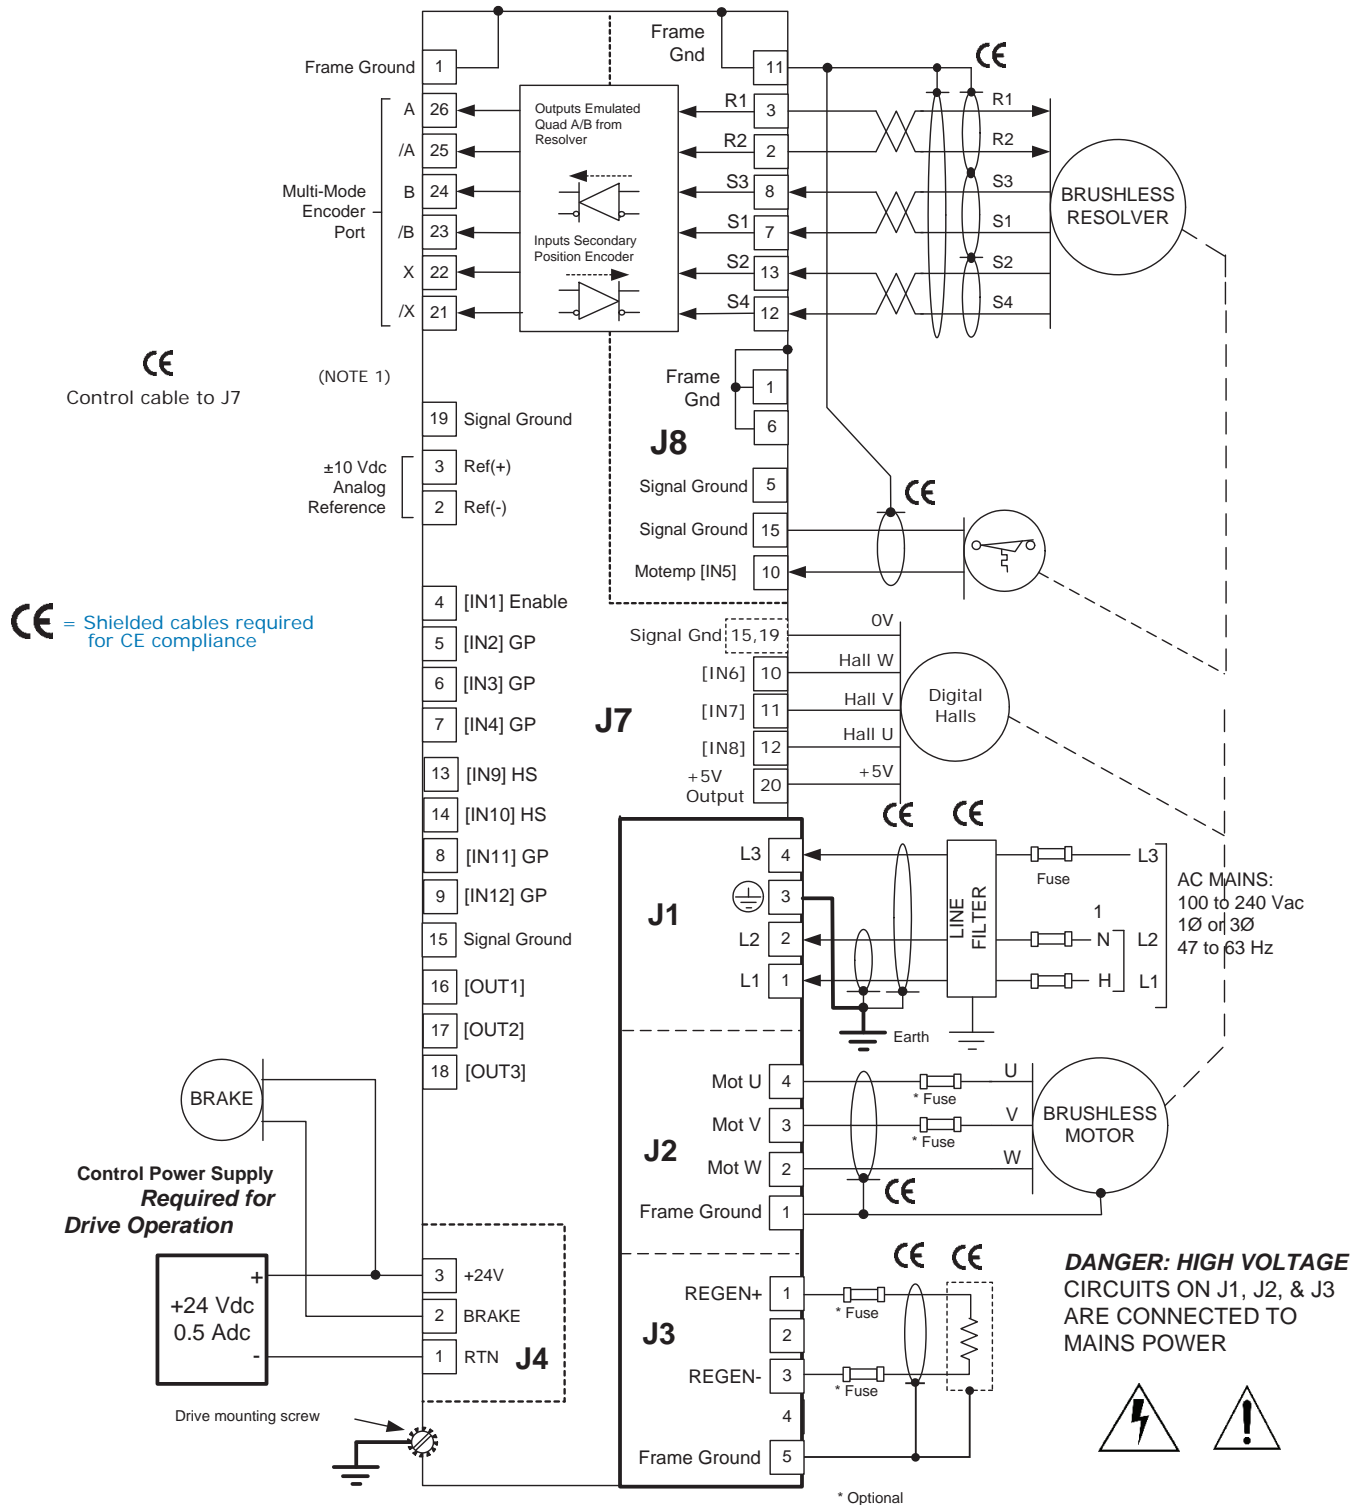 Frame Ground 1
A 26
/A 25
B 24
/B 23
X 22
/X 21
Multi-Mode
Encoder
Port
Outputs Emulated
Quad A/B from
Resolver
Inputs Secondary
Position Encoder
Frame
Gnd
11
R1 3
R2 2
S3 8
S1 7
S2 13
S4 12
CE
R1
R2
S3
S1
S2
S4
BRUSHLESS
RESOLVER
CE
Control cable to J7
(NOTE 1)
19 Signal Ground
±10 Vdc
Analog
Reference
3 Ref(+)
2 Ref(-)
Frame
Gnd
1
6
J8
Signal Ground 5
Signal Ground 15
Motemp [IN5] 10
CE
CE = Shielded cables required
for CE compliance
4 [IN1] Enable
5 [IN2] GP
6 [IN3] GP
7 [IN4] GP
13 [IN9] HS
14 [IN10] HS
8 [IN11] GP
9 [IN12] GP
15 Signal Ground
16 [OUT1]
17 [OUT2]
18 [OUT3]
J7
Signal Gnd 15,19 0V
[IN6] 10 Hall W
[IN7] 11 Hall V
[IN8] 12 Hall U
+5V
Output
20 +5V
Digital
Halls
CE CE
J1
L3 4
3
L2 2
L1 1
LINE
FILTER
Fuse
L3
1
N L2
H L1
AC MAINS:
100 to 240 Vac
1Ø or 3Ø
47 to 63 Hz
Earth
J2
Mot U 4
Mot V 3
Mot W 2
Frame Ground 1
* Fuse
* Fuse
U
V
W
CE
BRUSHLESS
MOTOR
BRAKE
Control Power Supply
Required for
Drive Operation
+
+24 Vdc
0.5 Adc
-
3 +24V
2 BRAKE
1 RTN
J4
Drive mounting screw
J3
REGEN+ 1
2
REGEN- 3
4
Frame Ground 5
* Fuse
* Fuse
CE CE
* Optional
DANGER: HIGH VOLTAGE
CIRCUITS ON J1, J2, & J3
ARE CONNECTED TO
MAINS POWER